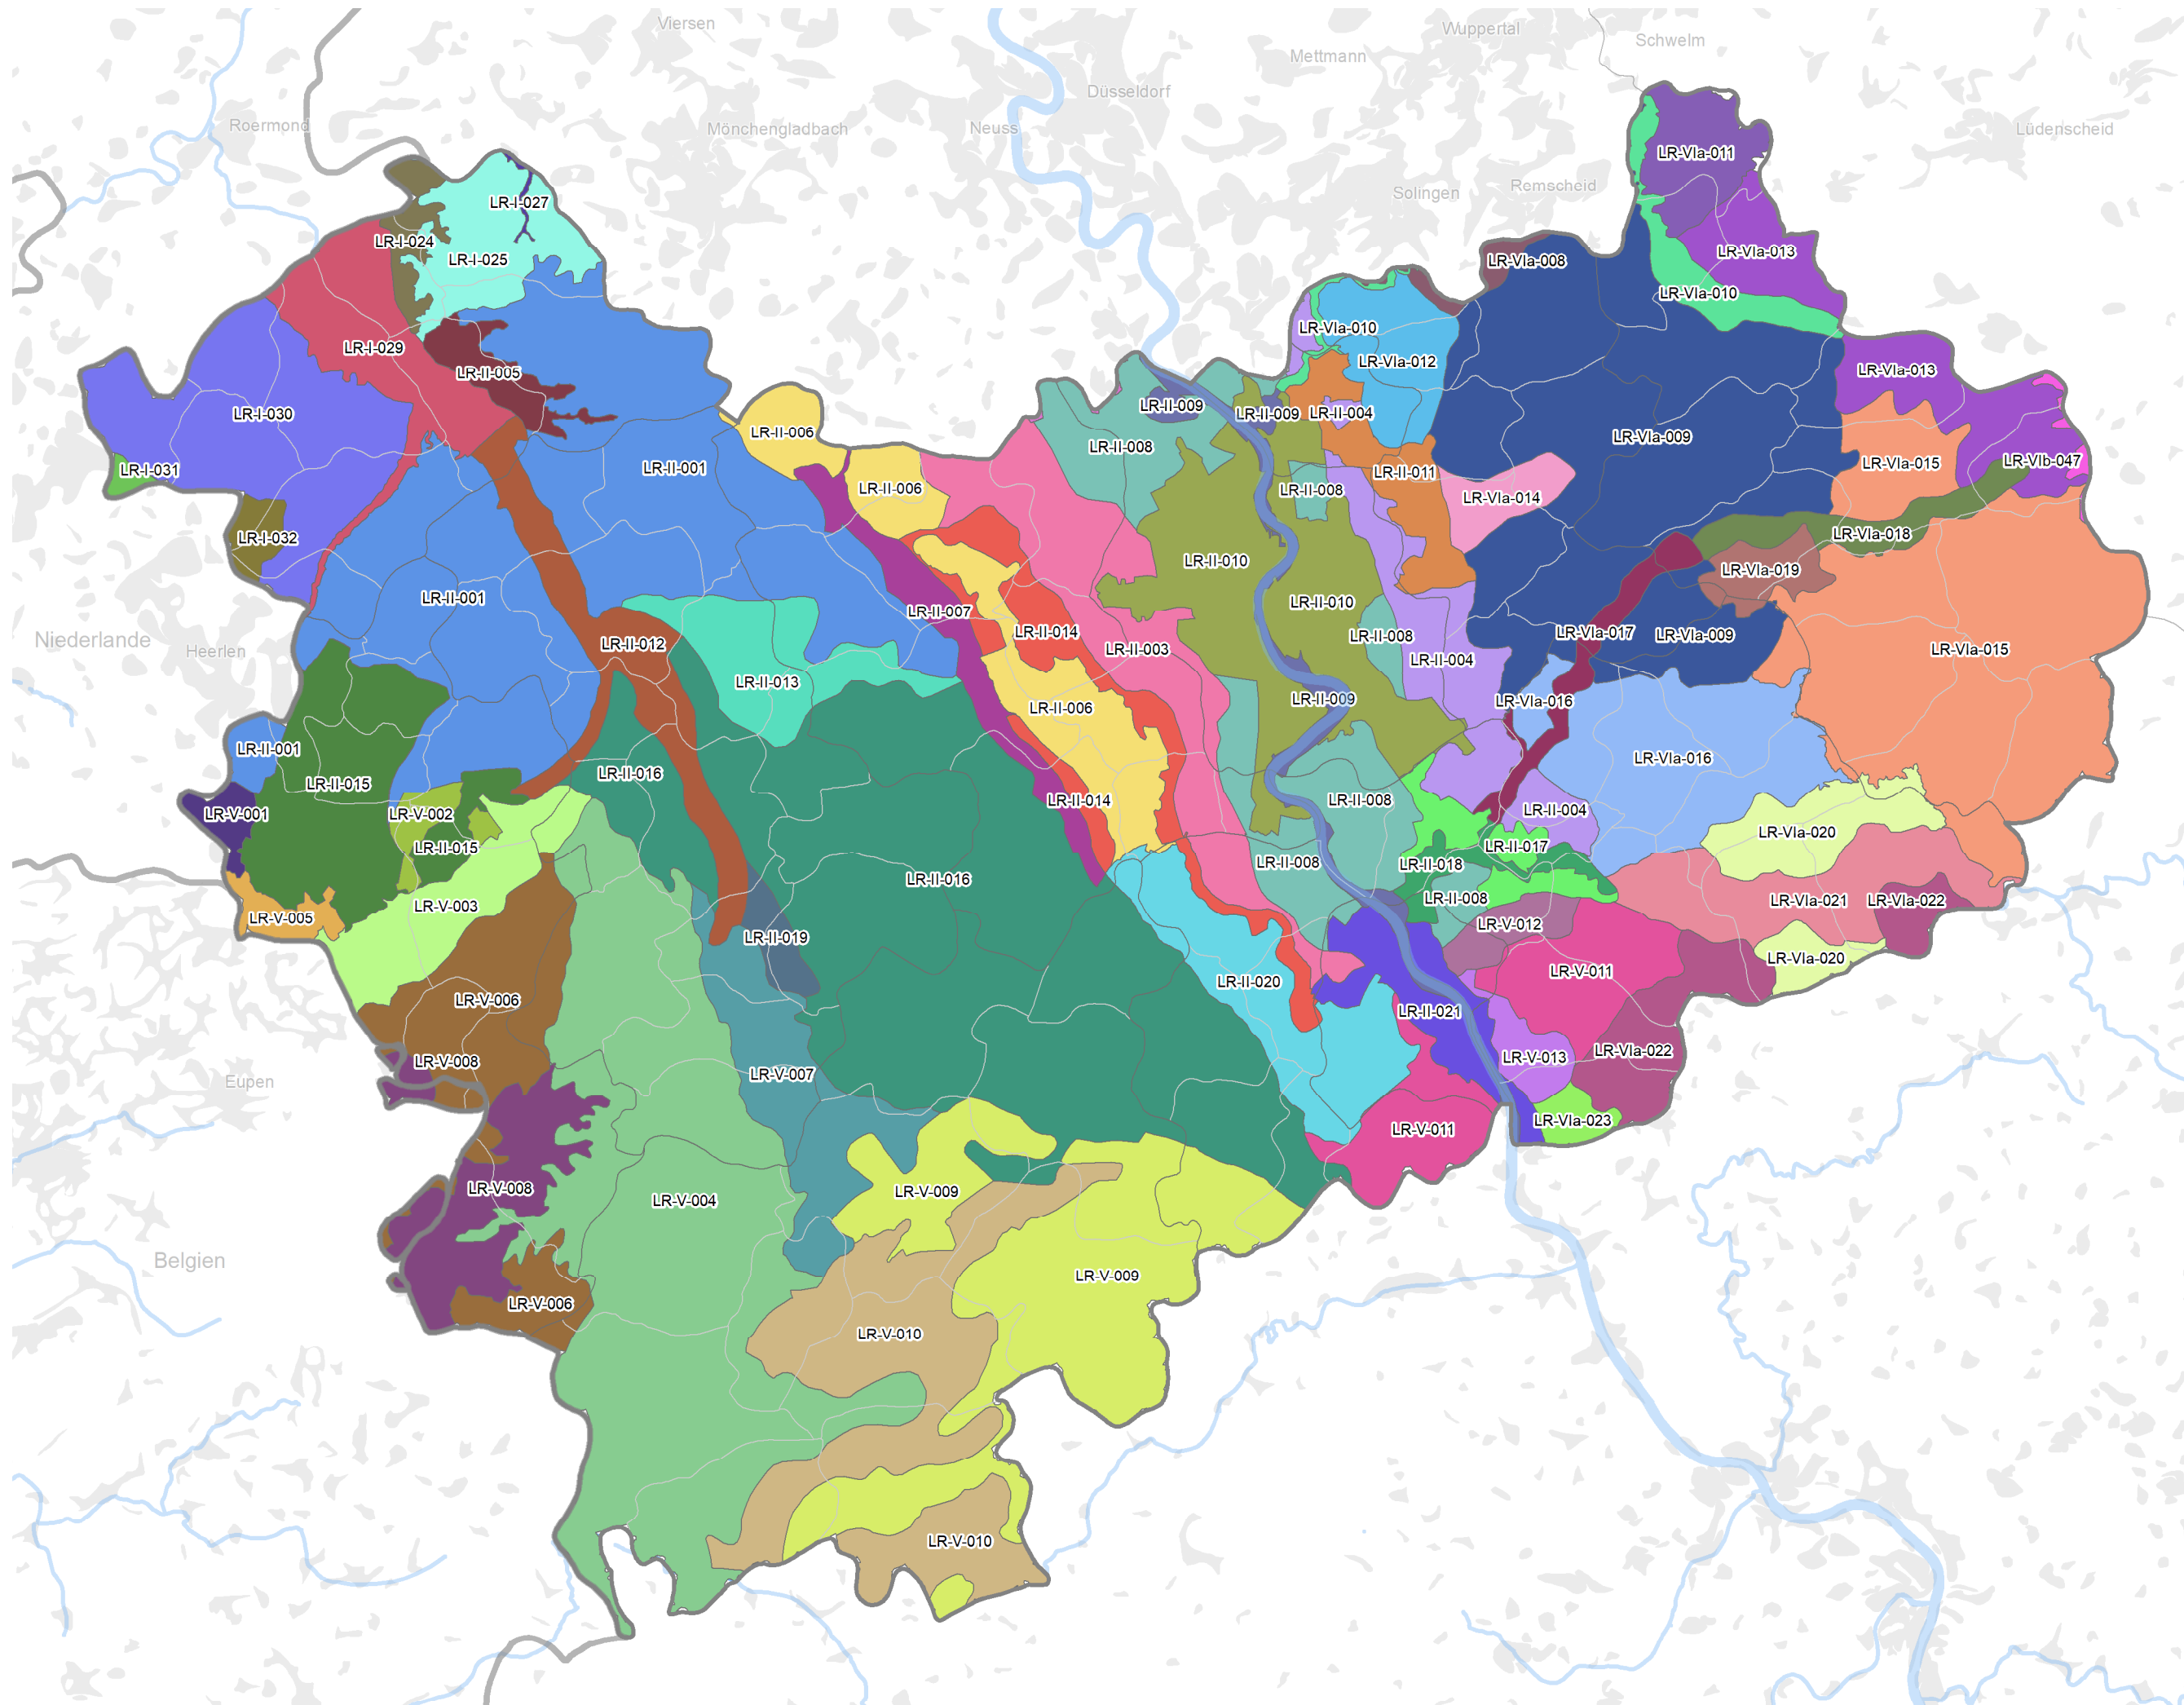 Viersen
Wuppertal
Schwelm
Mettmann
Düsseldorf
Roermond
Mönchengladbach
Neuss
Lüdenscheid
LR-VIa-011
Remscheid
Solingen
LR-I-027
LR-I-024
LR-I-025
LR-VIa-013
LR-VIa-008
LR-VIa-010
LR-VIa-010
LR-I-029
LR-VIa-012
LR-II-005
LR-VIa-013
LR-I-030
LR-II-009
LR-II-009
LR-II-004
LR-II-006
LR-II-008
LR-VIa-009
LR-I-031
LR-II-001
LR-II-011
LR-VIa-015
LR-VIb-047
LR-II-006
LR-II-008
LR-VIa-014
LR-I-032
LR-VIa-018
LR-II-010
LR-VIa-019
LR-II-001
LR-II-010
LR-II-007
Niederlande
Heerlen
LR-II-012
LR-II-014
LR-II-003
LR-II-008
LR-VIa-017
LR-VIa-009
LR-VIa-015
LR-II-004
LR-II-013
LR-II-009
LR-VIa-016
LR-II-006
LR-II-001
LR-VIa-016
LR-II-016
LR-II-015
LR-II-014
LR-II-008
LR-II-004
LR-V-001
LR-V-002
LR-VIa-020
LR-II-015
LR-II-017
LR-II-008
LR-II-018
LR-II-016
LR-V-003
LR-II-008
LR-VIa-021
LR-VIa-022
LR-V-005
LR-V-012
LR-II-019
LR-VIa-020
LR-V-011
LR-II-020
LR-V-006
LR-II-021
LR-V-008
LR-V-013
LR-VIa-022
LR-V-007
Eupen
LR-VIa-023
LR-V-011
LR-V-008
LR-V-004
LR-V-009
Belgien
LR-V-009
LR-V-006
LR-V-010
LR-V-010